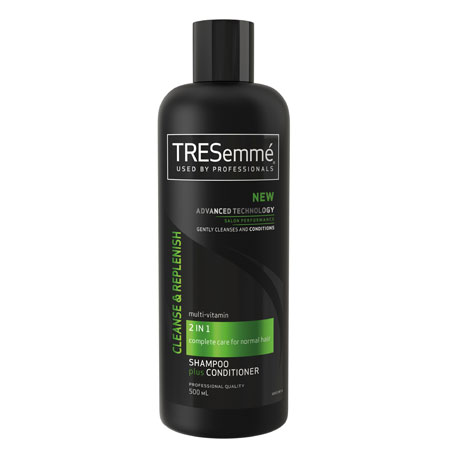 TRESemmé
USED BY PROFESSIONALS
NEW
ADVANCED TECHNOLOGY
SALON PERFORMANCE
GENTLY CLEANSES AND CONDITIONS
CLEANSE & REPLENISH
multi-vitamin
2 IN 1
complete care for normal hair
SHAMPOO
plus CONDITIONER
PROFESSIONAL QUALITY
500 mL